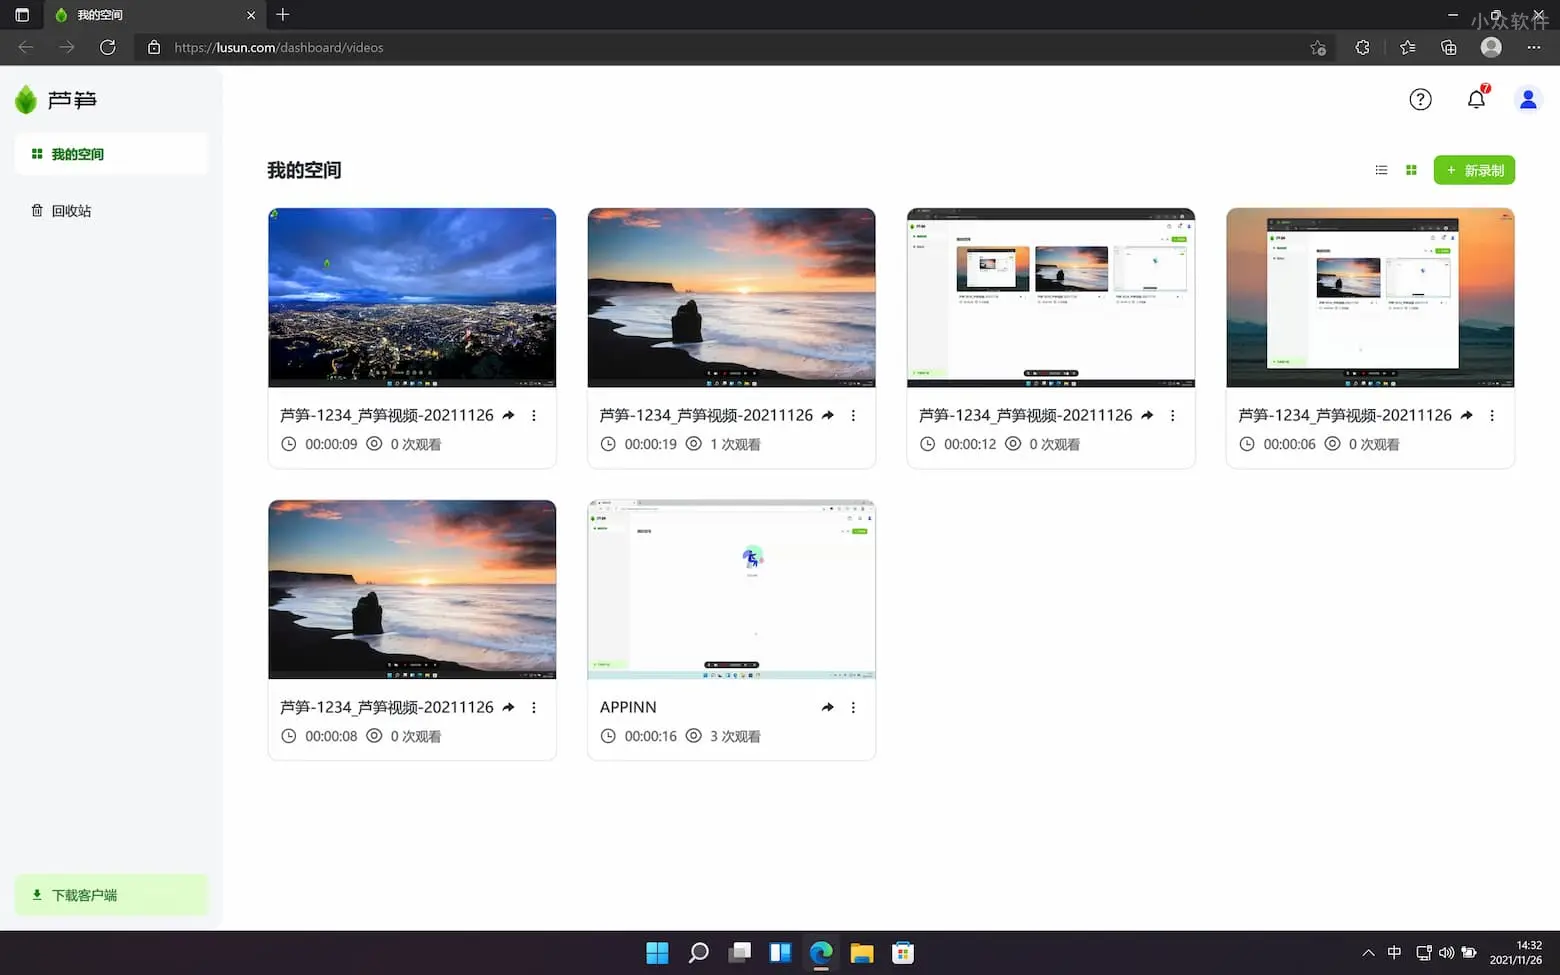 我的空间
小众软件
https://lusun.com/dashboard/videos
芦笋
7
我的空间
回收站
我的空间
+ 新录制
芦笋-1234_芦笋视频-20211126
00:00:09 0 次观看
芦笋-1234_芦笋视频-20211126
00:00:19 1 次观看
芦笋-1234_芦笋视频-20211126
00:00:12 0 次观看
芦笋-1234_芦笋视频-20211126
00:00:06 0 次观看
芦笋-1234_芦笋视频-20211126
00:00:08 0 次观看
APPINN
00:00:16 3 次观看
下载客户端
中
14:32
2021/11/26